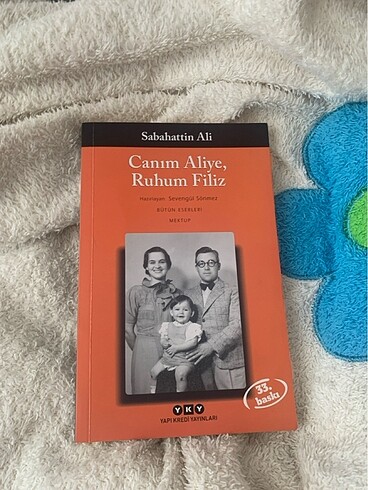 Sabahattin Ali
Canım Aliye,
Ruhum Filiz
Hazırlayan: Sevengül Sönmez
BÜTÜN ESERLERİ
MEKTUP
33.
baskı
YKY
YAPI KREDİ YAYINLARI